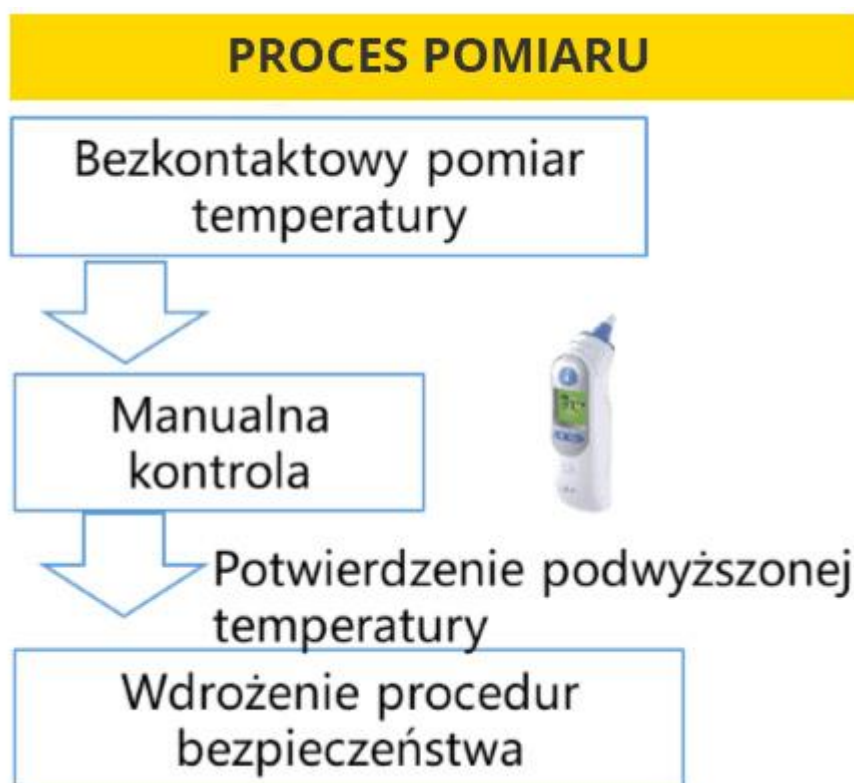 PROCES POMIARU
Bezkontaktowy pomiar
temperatury
Manualna
kontrola
Potwierdzenie podwyższonej
temperatury
Wdrożenie procedur
bezpieczeństwa